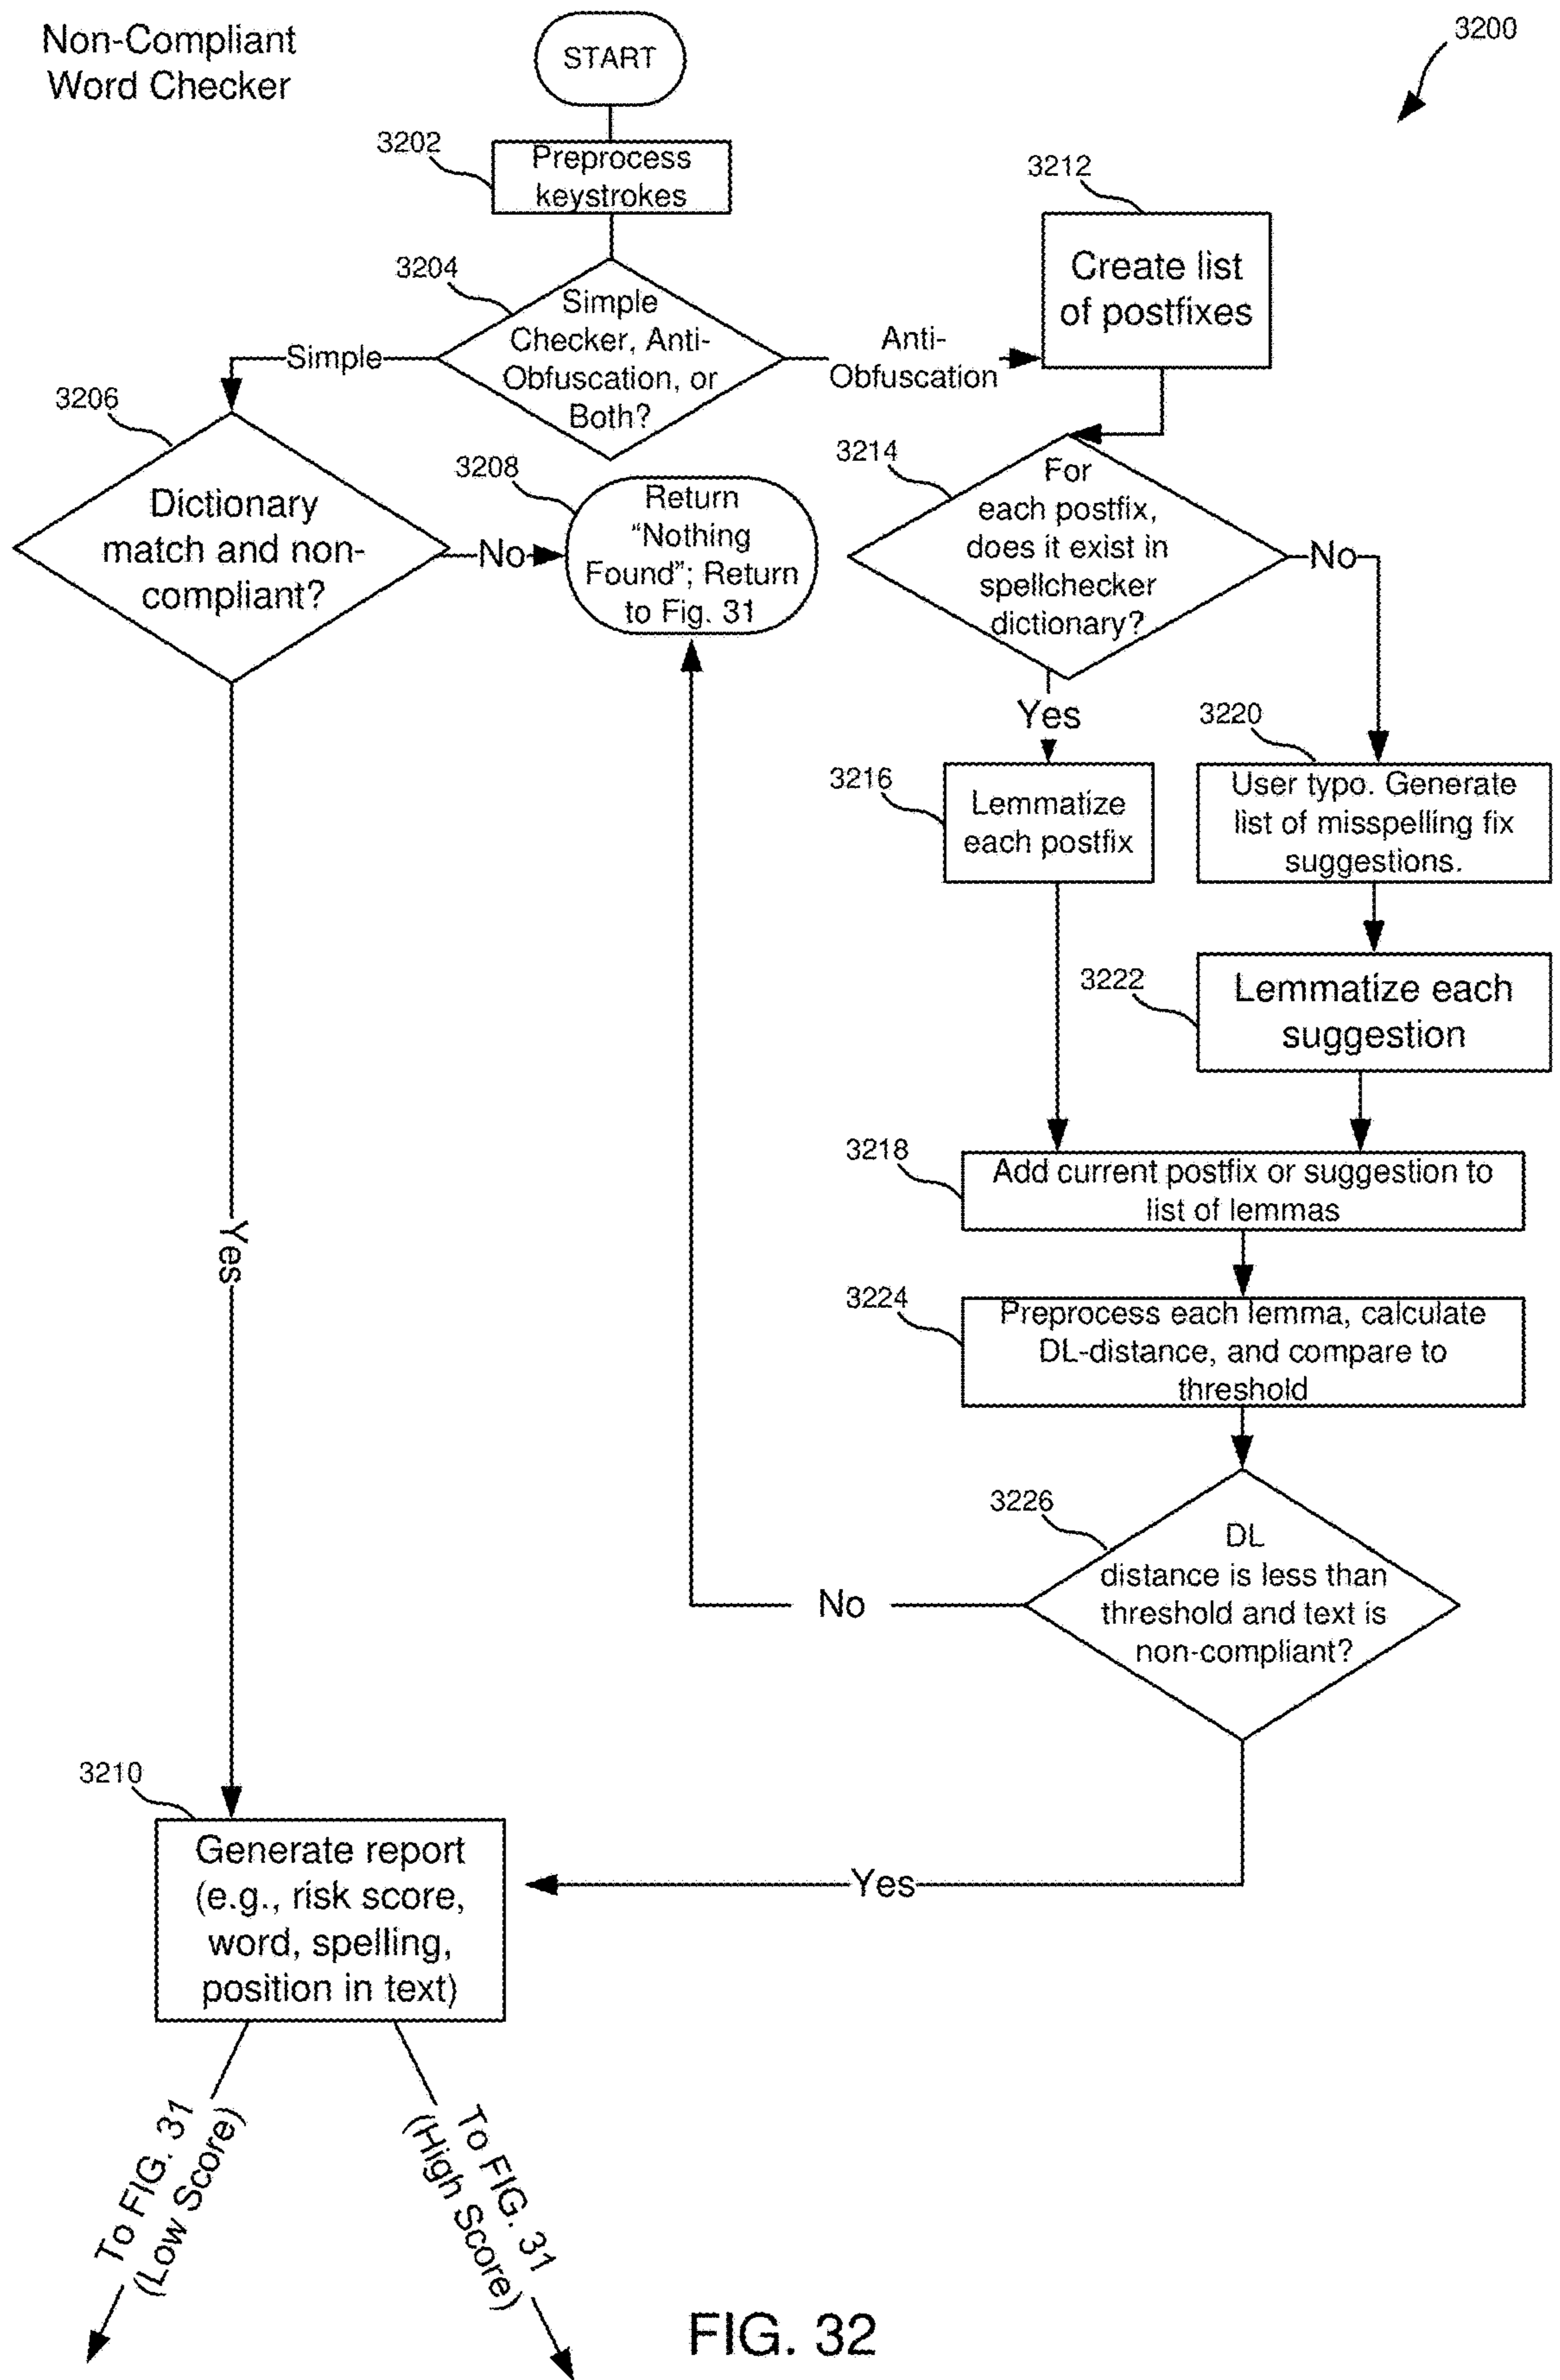 Non-Compliant
Word Checker
START
3200
3202
Preprocess
keystrokes
3204
Simple
Checker, Anti-
Obfuscation, or
Both?
Simple
Anti-
Obfuscation
3212
Create list
of postfixes
3206
Dictionary
match and non-
compliant?
No
3208
Return
“Nothing
Found”; Return
to Fig. 31
3214
For
each postfix,
does it exist in
spellchecker
dictionary?
No
Yes
3216
Lemmatize
each postfix
3220
User typo. Generate
list of misspelling fix
suggestions.
3222
Lemmatize each
suggestion
3218
Add current postfix or suggestion to
list of lemmas
3224
Preprocess each lemma, calculate
DL-distance, and compare to
threshold
3226
DL
distance is less than
threshold and text is
non-compliant?
No
Yes
Yes
3210
Generate report
(e.g., risk score,
word, spelling,
position in text)
To FIG. 31
(Low Score)
To FIG. 31
(High Score)
FIG. 32